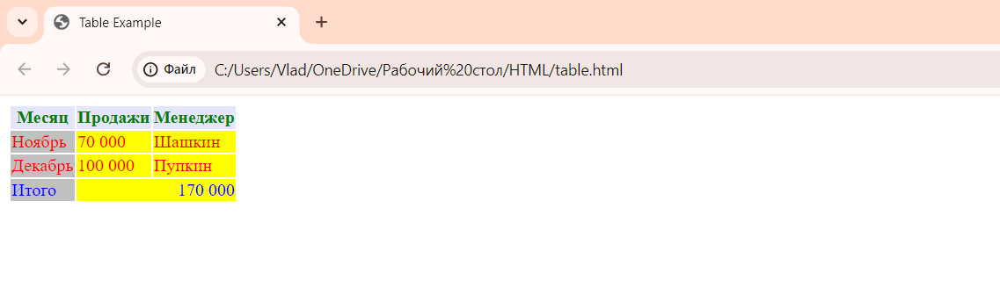 Table Example
Файл C:/Users/Vlad/OneDrive/Рабочий%20стол/HTML/table.html
Месяц Продажи Менеджер
Ноябрь 70 000 Шашкин
Декабрь 100 000 Пупкин
Итого 170 000